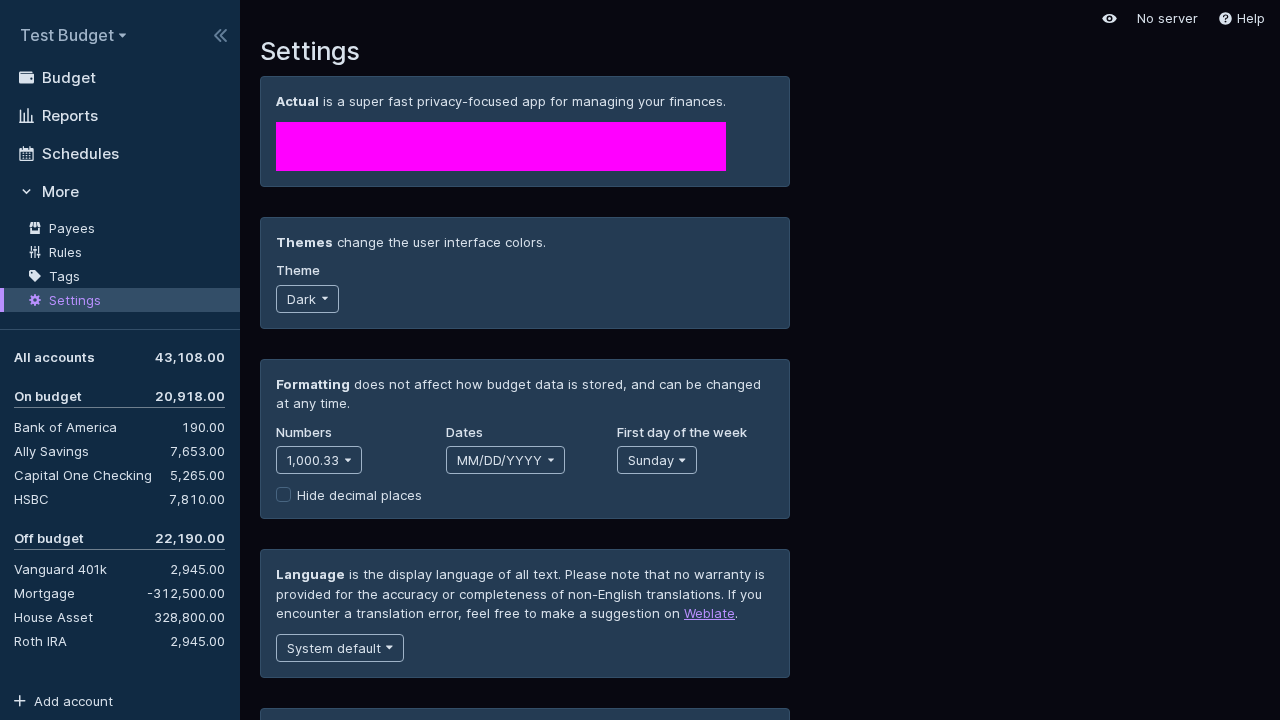 Test Budget
Budget
Reports
Schedules
More
Payees
Rules
Tags
Settings
All accounts 43,108.00
On budget 20,918.00
Bank of America 190.00
Ally Savings 7,653.00
Capital One Checking 5,265.00
HSBC 7,810.00
Off budget 22,190.00
Vanguard 401k 2,945.00
Mortgage -312,500.00
House Asset 328,800.00
Roth IRA 2,945.00
Add account
No server Help
Settings
Actual is a super fast privacy-focused app for managing your finances.
Themes change the user interface colors.
Theme
Dark
Formatting does not affect how budget data is stored, and can be changed
at any time.
Numbers Dates First day of the week
1,000.33 MM/DD/YYYY Sunday
Hide decimal places
Language is the display language of all text. Please note that no warranty is
provided for the accuracy or completeness of non-English translations. If you
encounter a translation error, feel free to make a suggestion on Weblate.
System default